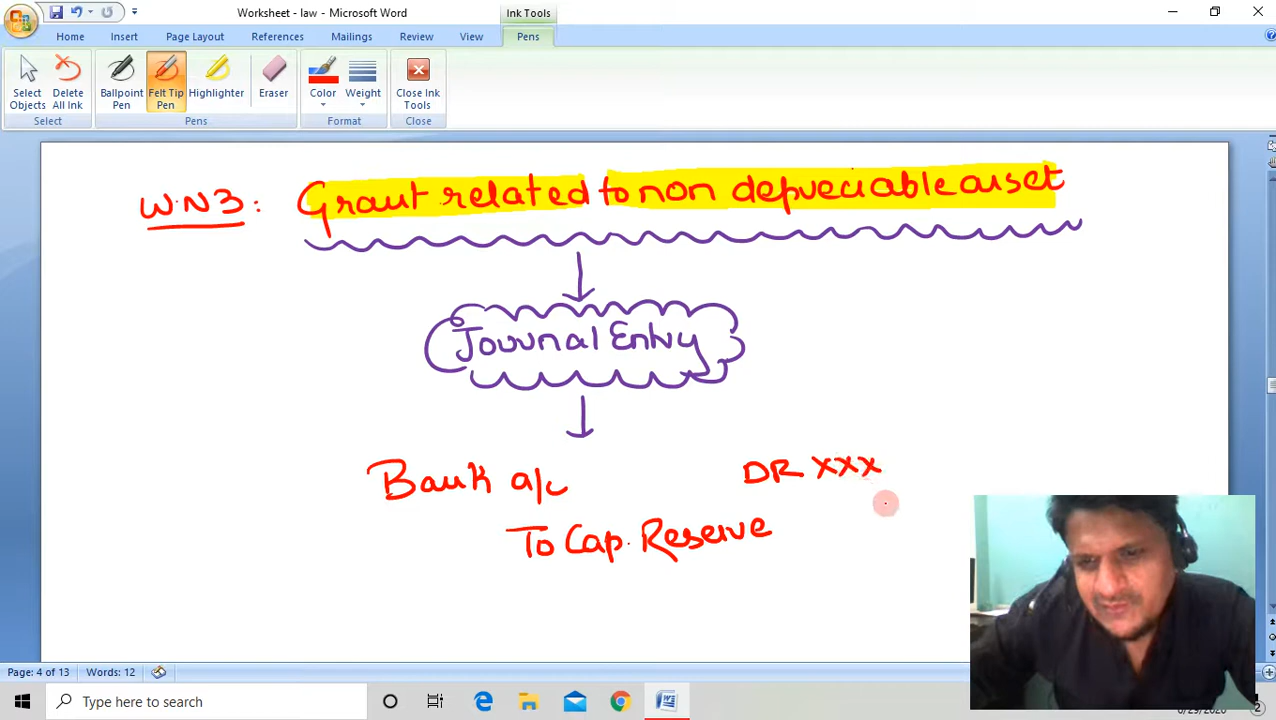 Worksheet - law - Microsoft Word
Ink Tools
Home Insert Page Layout References Mailings Review View Pens
Select Objects Delete All Ink Ballpoint Pen Felt Tip Pen Highlighter Eraser Color Weight Close Ink Tools
Select Pens Format Close
W.N3: Grant related to non depreciable asset
Journal Entry
Bank a/c DR XXX
To Cap. Reserve
Page: 4 of 13 Words: 12
Type here to search